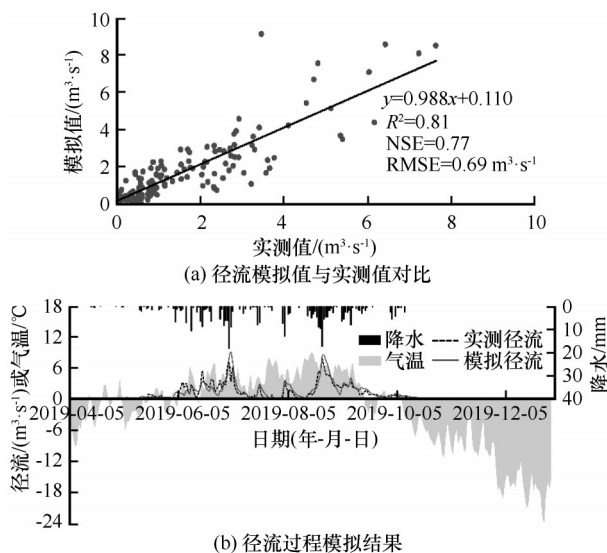 10
8
6
4
2
0
模拟值/(m³·s⁻¹)
y=0.988x+0.110
R²=0.81
NSE=0.77
RMSE=0.69 m³·s⁻¹
0 2 4 6 8 10
实测值/(m³·s⁻¹)
(a) 径流模拟值与实测值对比
18
12
6
0
-6
-12
-18
-24
径流/(m³·s⁻¹)或气温/℃
0
10
20
30
40
降水/mm
降水 实测径流
气温 模拟径流
2019-04-05 2019-06-05 2019-08-05 2019-10-05 2019-12-05
日期(年-月-日)
(b) 径流过程模拟结果